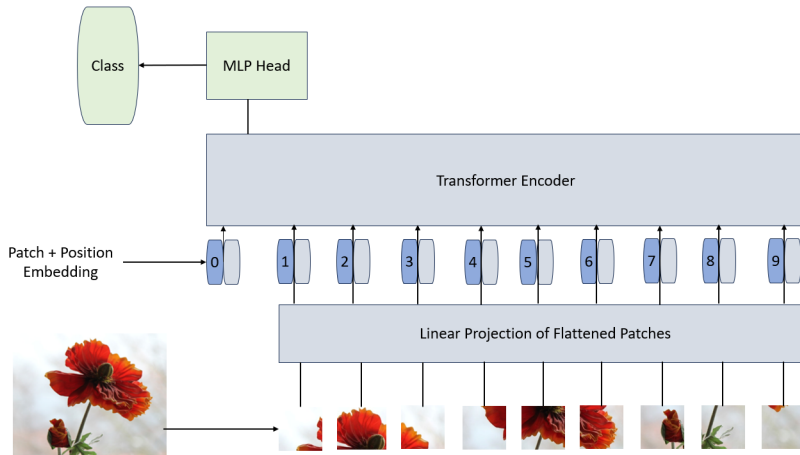 Class
MLP Head
Transformer Encoder
Patch + Position
Embedding
0 1 2 3 4 5 6 7 8 9
Linear Projection of Flattened Patches